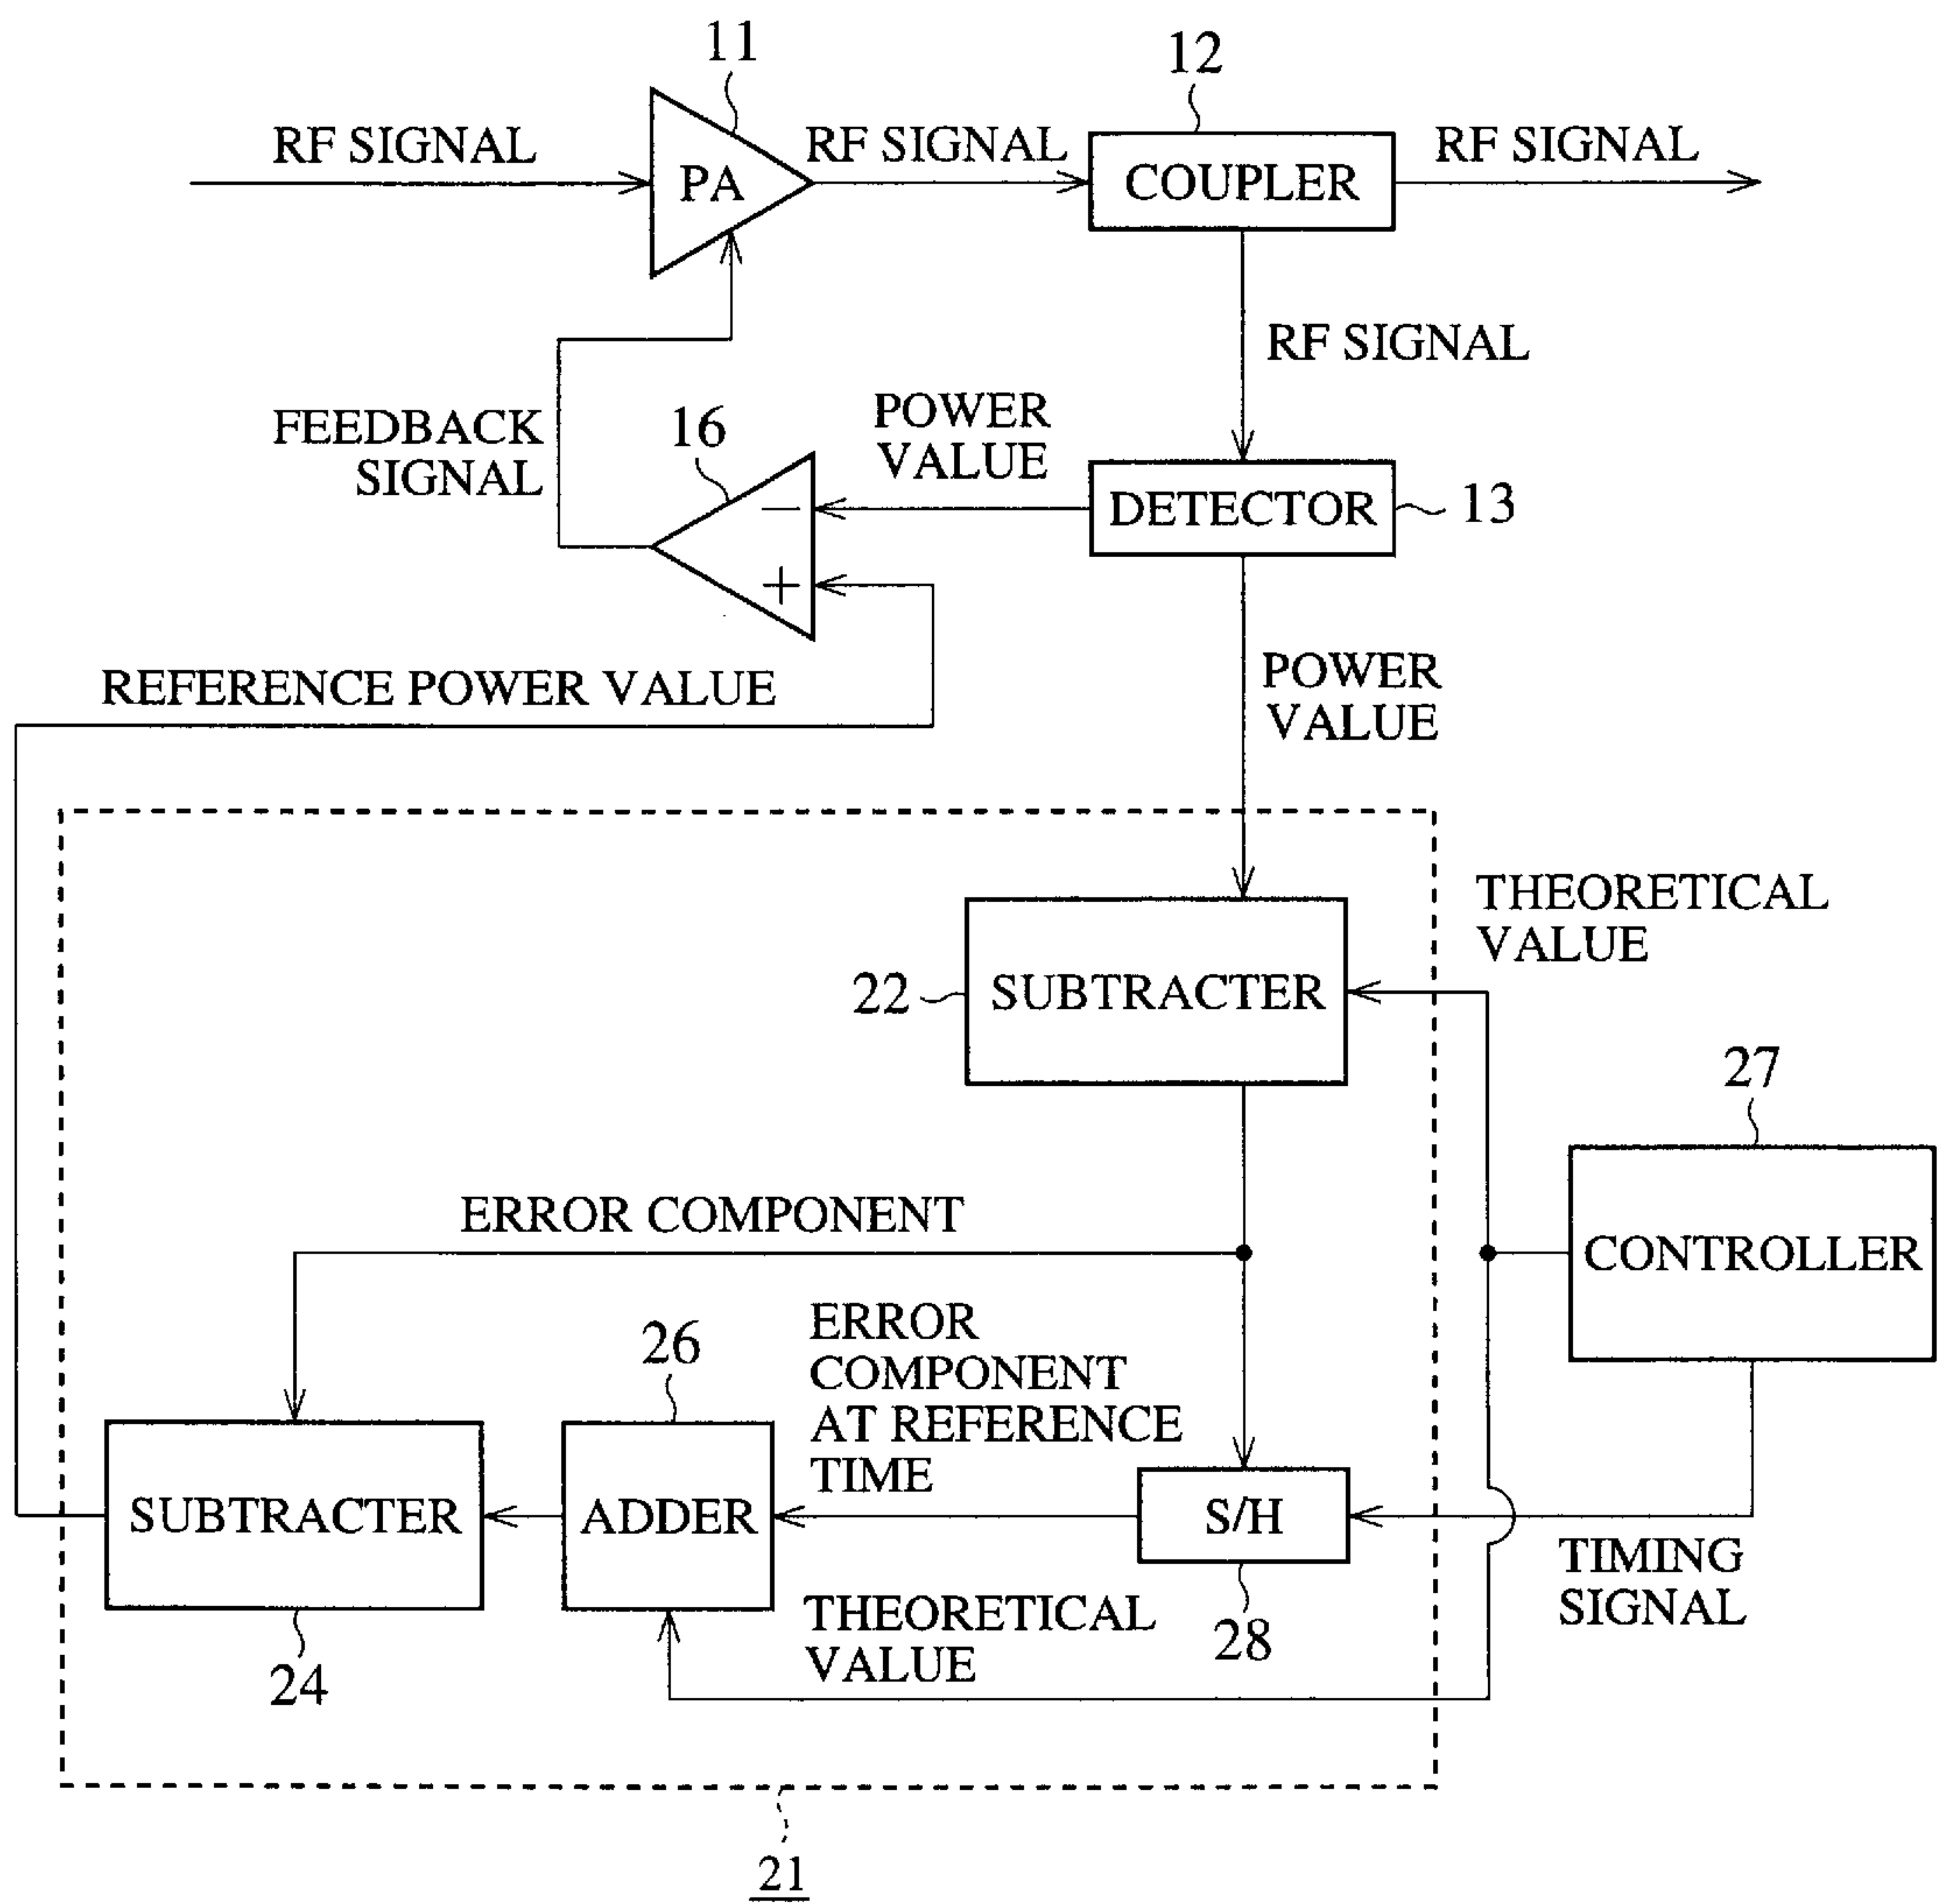 11
12
RF SIGNAL
RF SIGNAL
RF SIGNAL
PA
COUPLER
RF SIGNAL
FEEDBACK
SIGNAL
16
POWER
VALUE
−
+
DETECTOR
13
REFERENCE POWER VALUE
POWER
VALUE
THEORETICAL
VALUE
22
SUBTRACTER
27
CONTROLLER
ERROR COMPONENT
26
ERROR
COMPONENT
AT REFERENCE
TIME
SUBTRACTER
ADDER
S/H
TIMING
SIGNAL
THEORETICAL
VALUE
28
24
21